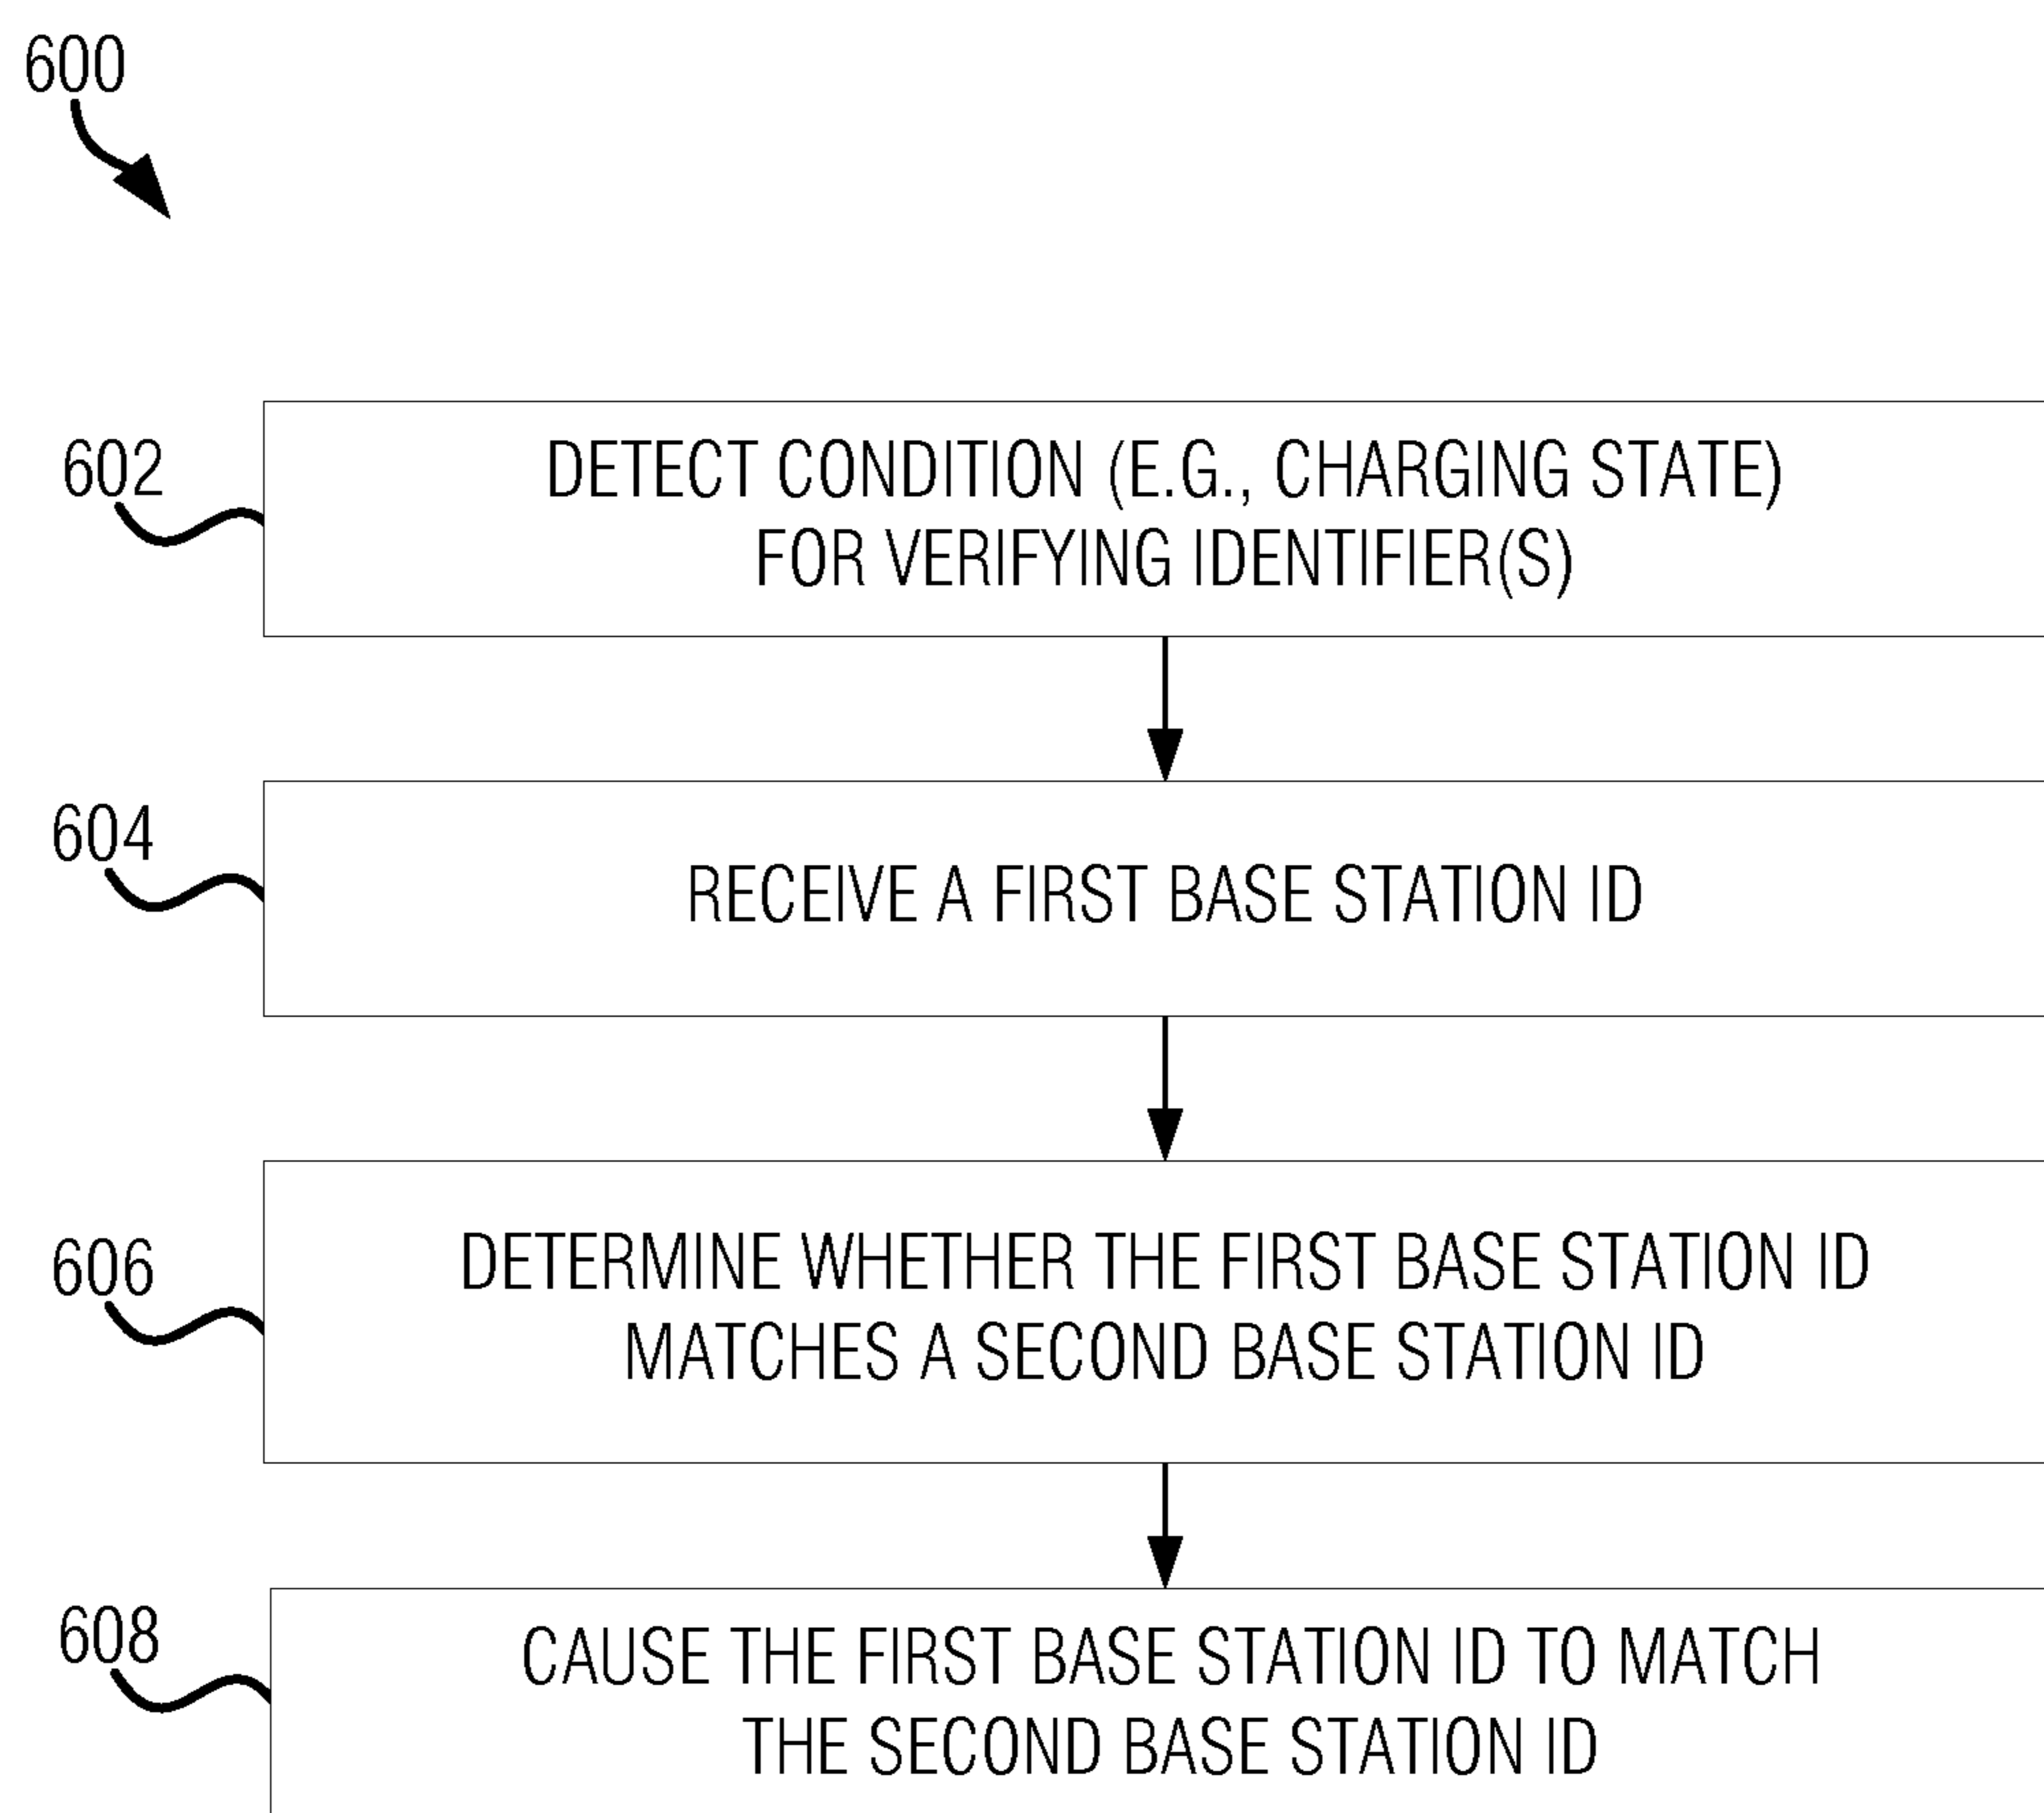 600
602
DETECT CONDITION (E.G., CHARGING STATE)
FOR VERIFYING IDENTIFIER(S)
604
RECEIVE A FIRST BASE STATION ID
606
DETERMINE WHETHER THE FIRST BASE STATION ID
MATCHES A SECOND BASE STATION ID
608
CAUSE THE FIRST BASE STATION ID TO MATCH
THE SECOND BASE STATION ID